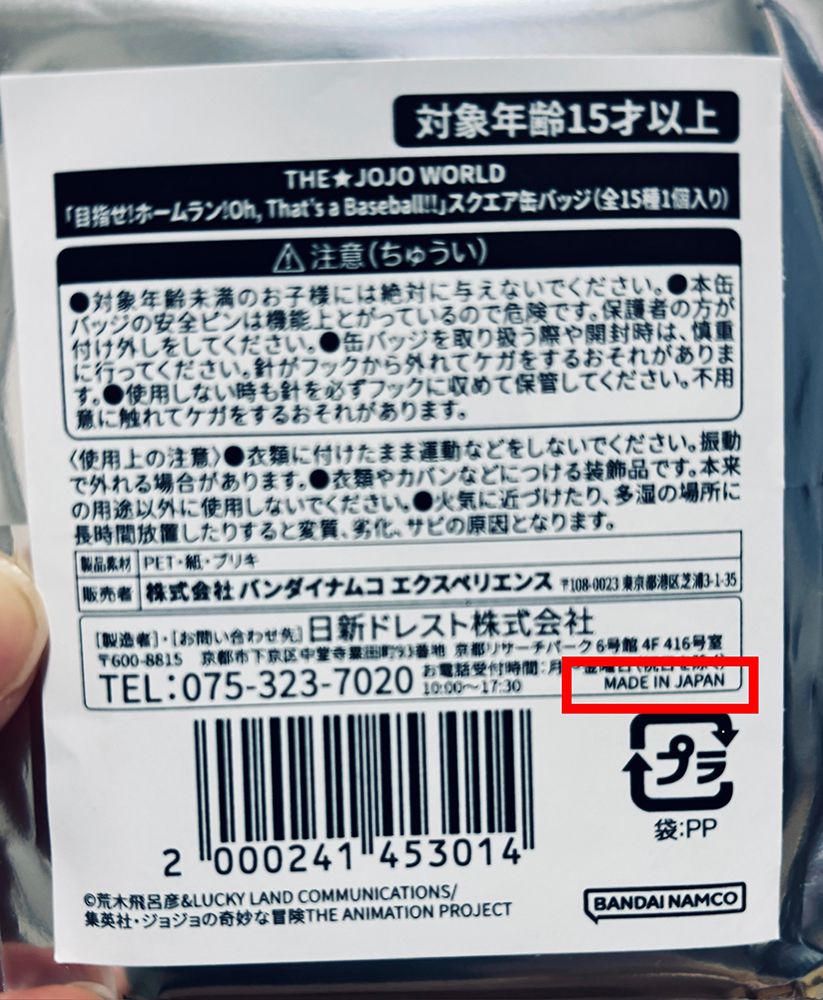 対象年齢15才以上
THE★JOJO WORLD
「目指せ!ホームラン!Oh, That's a Baseball!!」スクエア缶バッジ(全15種1個入り)
⚠注意(ちゅうい)
●対象年齢未満のお子様には絶対に与えないでください。●本缶
バッジの安全ピンは機能上とがっているので危険です。保護者の方が
付け外しをしてください。●缶バッジを取り扱う際や開封時は、慎重
に行ってください。針がフックから外れてケガをするおそれがありま
す。●使用しない時も針を必ずフックに収めて保管してください。不用
意に触れてケガをするおそれがあります。
〈使用上の注意〉●衣類に付けたまま運動などをしないでください。振動
で外れる場合があります。●衣類やカバンなどにつける装飾品です。本来
の用途以外に使用しないでください。●火気に近づけたり、多湿の場所に
長時間放置したりすると変質、劣化、サビの原因となります。
製品素材 PET・紙・ブリキ
販売者 株式会社 バンダイナムコ エクスペリエンス 〒108-0023 東京都港区芝浦3-1-35
[製造者]・[お問い合わせ先] 日新ドレスト株式会社
〒600-8815 京都市下京区中堂寺粟田町93番地 京都リサーチパーク 6号館 4F 416号室
TEL:075-323-7020 お電話受付時間:月
10:00~17:30
MADE IN JAPAN
プラ
袋:PP
2 000241 453014
©荒木飛呂彦&LUCKY LAND COMMUNICATIONS/
集英社・ジョジョの奇妙な冒険THE ANIMATION PROJECT
BANDAI NAMCO